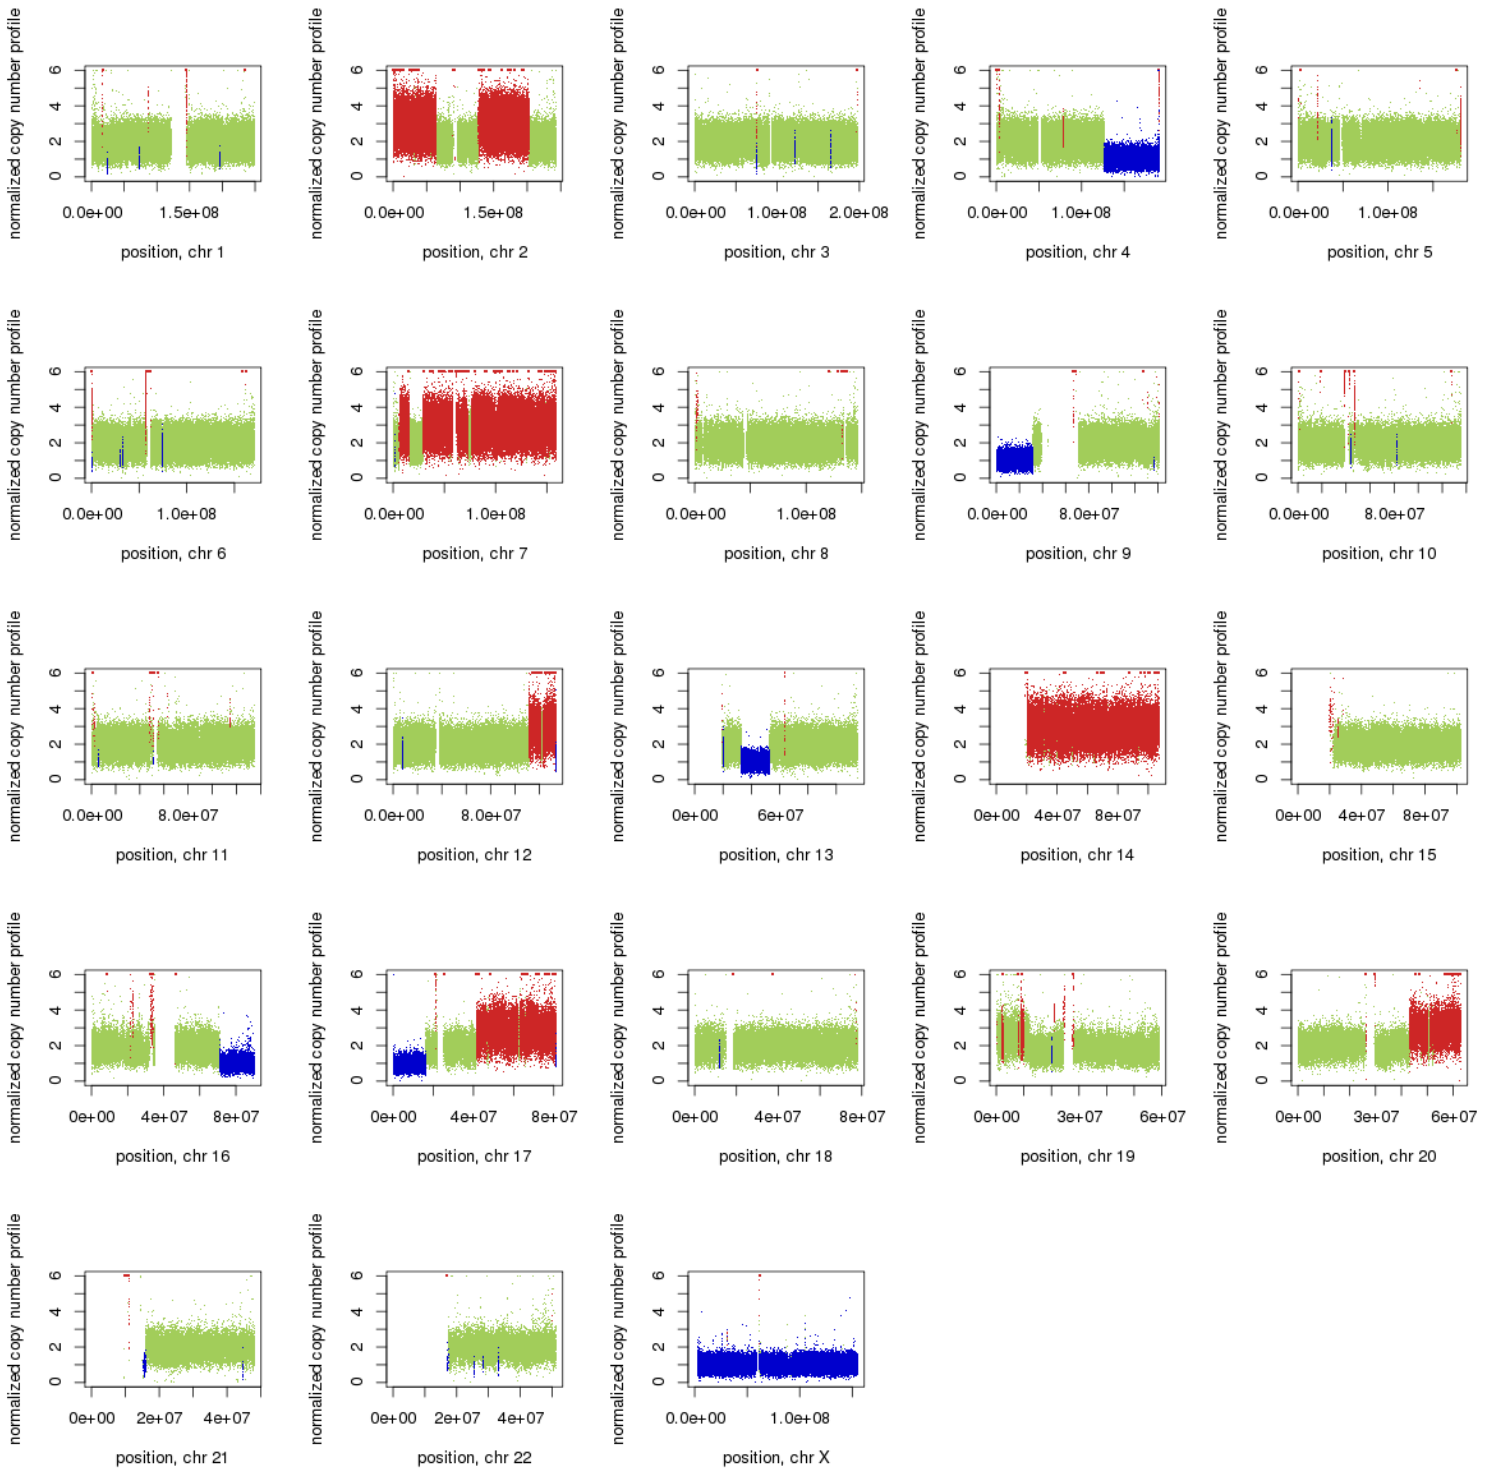 normalized copy number profile
6
4
2
0
0.0e+00 1.5e+08
position, chr 1
normalized copy number profile
6
4
2
0
0.0e+00 1.5e+08
position, chr 2
normalized copy number profile
6
4
2
0
0.0e+00 1.0e+08 2.0e+08
position, chr 3
normalized copy number profile
6
4
2
0
0.0e+00 1.0e+08
position, chr 4
normalized copy number profile
6
4
2
0
0.0e+00 1.0e+08
position, chr 5
normalized copy number profile
6
4
2
0
0.0e+00 1.0e+08
position, chr 6
normalized copy number profile
6
4
2
0
0.0e+00 1.0e+08
position, chr 7
normalized copy number profile
6
4
2
0
0.0e+00 1.0e+08
position, chr 8
normalized copy number profile
6
4
2
0
0.0e+00 8.0e+07
position, chr 9
normalized copy number profile
6
4
2
0
0.0e+00 8.0e+07
position, chr 10
normalized copy number profile
6
4
2
0
0.0e+00 8.0e+07
position, chr 11
normalized copy number profile
6
4
2
0
0.0e+00 8.0e+07
position, chr 12
normalized copy number profile
6
4
2
0
0e+00 6e+07
position, chr 13
normalized copy number profile
6
4
2
0
0e+00 4e+07 8e+07
position, chr 14
normalized copy number profile
6
4
2
0
0e+00 4e+07 8e+07
position, chr 15
normalized copy number profile
6
4
2
0
0e+00 4e+07 8e+07
position, chr 16
normalized copy number profile
6
4
2
0
0e+00 4e+07 8e+07
position, chr 17
normalized copy number profile
6
4
2
0
0e+00 4e+07 8e+07
position, chr 18
normalized copy number profile
6
4
2
0
0e+00 3e+07 6e+07
position, chr 19
normalized copy number profile
6
4
2
0
0e+00 3e+07 6e+07
position, chr 20
normalized copy number profile
6
4
2
0
0e+00 2e+07 4e+07
position, chr 21
normalized copy number profile
6
4
2
0
0e+00 2e+07 4e+07
position, chr 22
normalized copy number profile
6
4
2
0
0.0e+00 1.0e+08
position, chr X